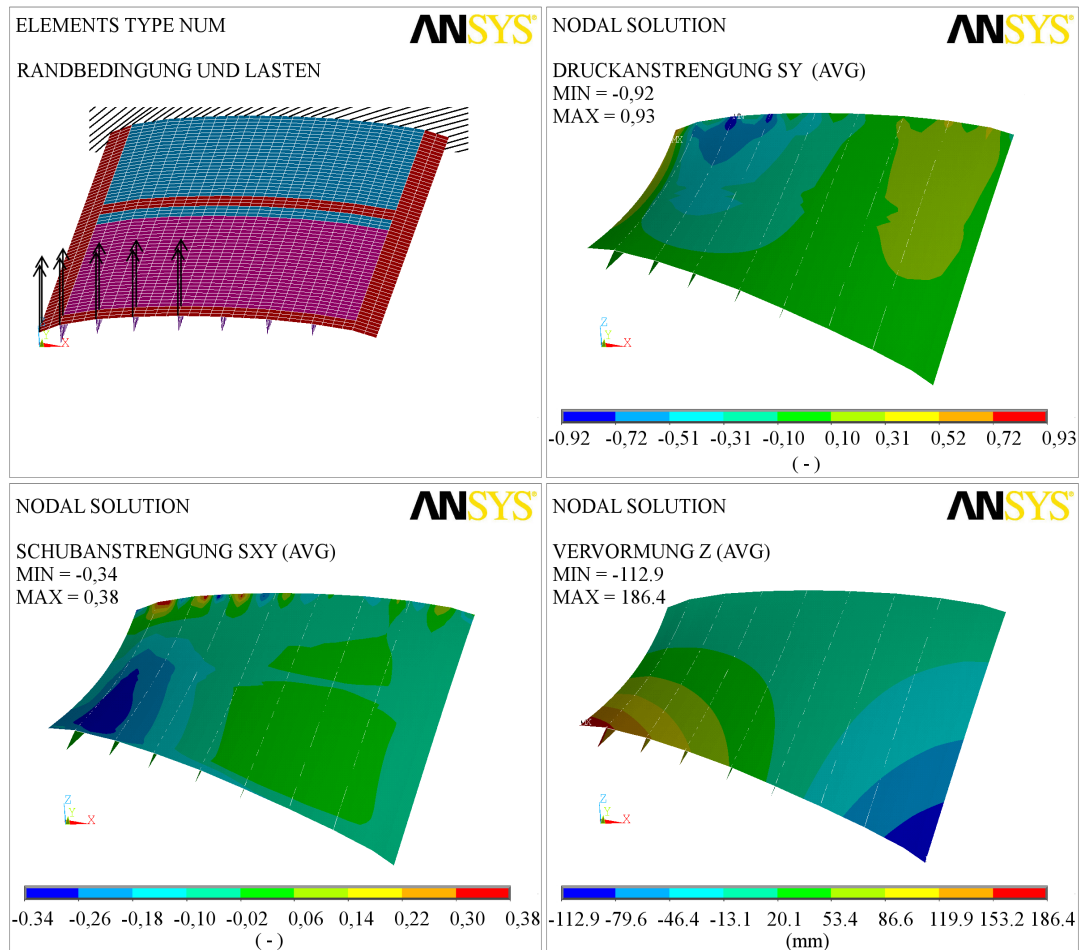 ELEMENTS TYPE NUM
ANSYS®
RANDBEDINGUNG UND LASTEN
Y
X
NODAL SOLUTION
ANSYS®
DRUCKANSTRENGUNG SY (AVG)
MIN = -0,92
MAX = 0,93
MX
Z
Y
X
-0.92 -0,72 -0,51 -0,31 -0,10 0,10 0,31 0,52 0,72 0,93
( - )
NODAL SOLUTION
ANSYS®
SCHUBANSTRENGUNG SXY (AVG)
MIN = -0,34
MAX = 0,38
Z
Y
X
-0.34 -0,26 -0,18 -0,10 -0,02 0,06 0,14 0,22 0,30 0,38
( - )
NODAL SOLUTION
ANSYS®
VERVORMUNG Z (AVG)
MIN = -112.9
MAX = 186.4
Z
Y
X
-112.9 -79.6 -46.4 -13.1 20.1 53.4 86.6 119.9 153.2 186.4
(mm)